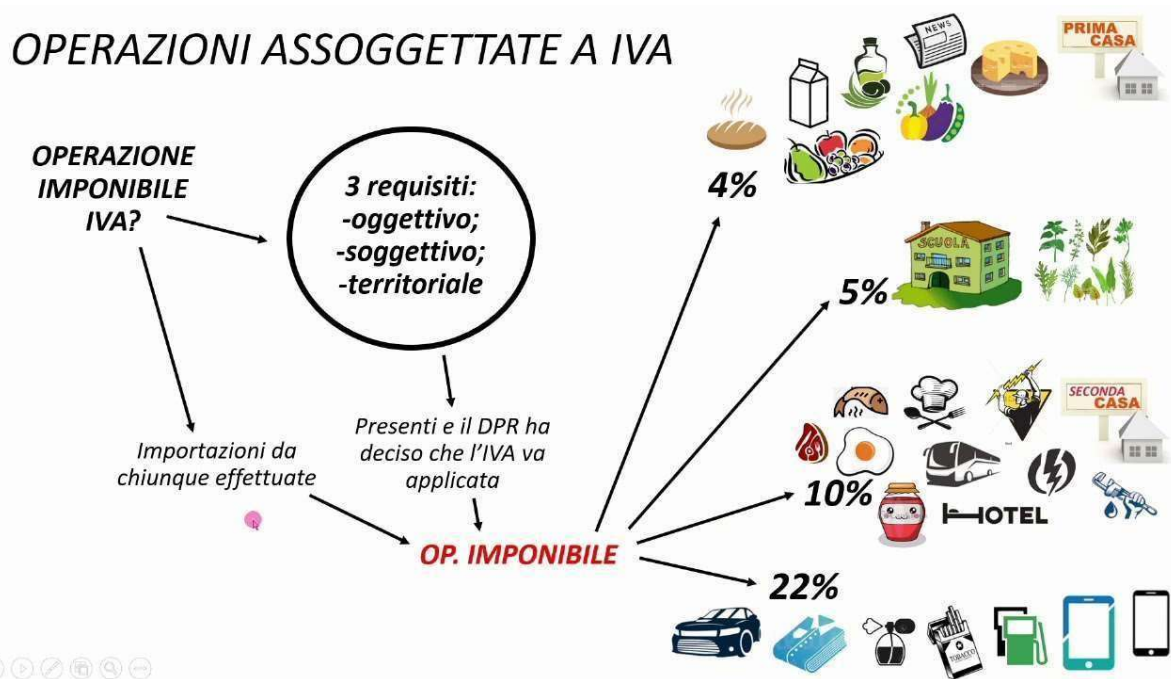 OPERAZIONI ASSOGGETTATE A IVA
OPERAZIONE
IMPONIBILE
IVA?
3 requisiti:
-oggettivo;
-soggettivo;
-territoriale
Importazioni da
chiunque effettuate
Presenti e il DPR ha
deciso che l'IVA va
applicata
OP. IMPONIBILE
4%
NEWS
PRIMA
CASA
5%
SCUOLA
10%
SECONDA
CASA
HOTEL
22%
TOBACCO